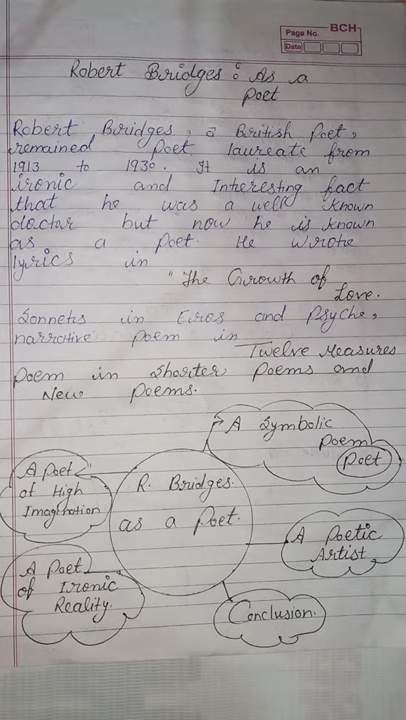 Page No. BCH
Date
Robert Bridges : As a
Poet
Robert Bridges, a British Poet,
remained Poet laureate from
1913 to 1930. It is an
ironic and Interesting fact
that he was a well known
doctor but now he is known
as a Poet. He wrote
lyrics in
"The Growth of
Love.
Sonnets in Eros and Psyche,
narrative Poem in
Twelve Measures
Poem in Shorter Poems and
New Poems.
A Symbolic
Poem
Poet
A Poet
of High
Imagination
R. Bridges
as a Poet.
A Poetic
Artist
A Poet
of Ironic
Reality.
Conclusion.